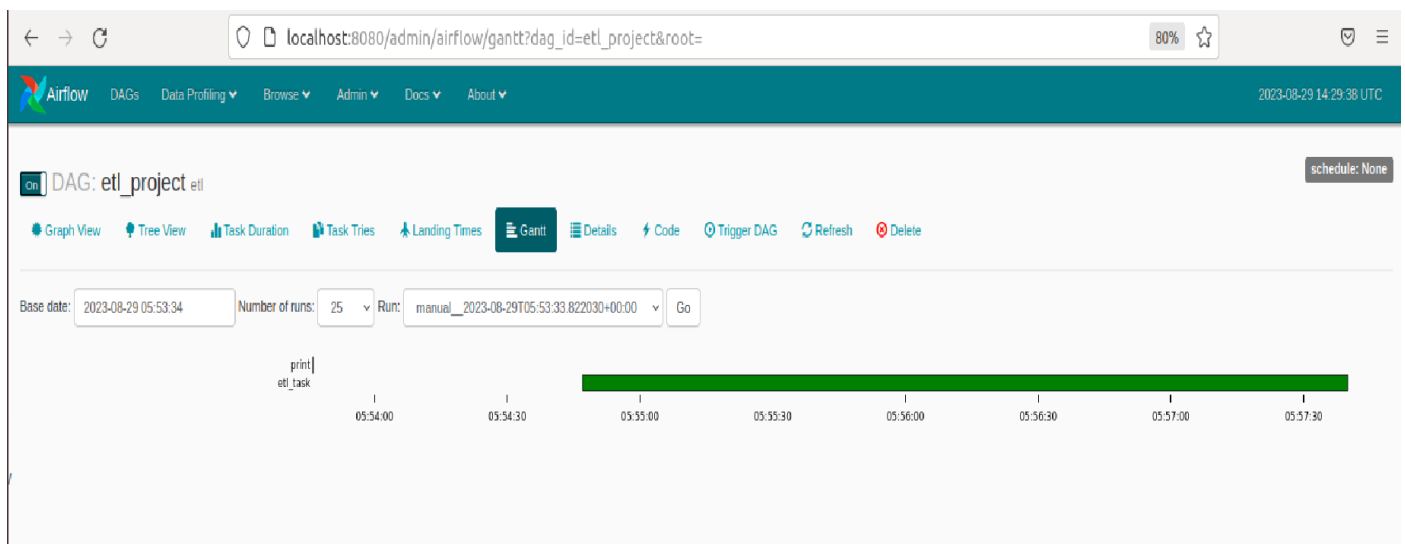 localhost:8080/admin/airflow/gantt?dag_id=etl_project&root= 80%
Airflow DAGs Data Profiling Browse Admin Docs About 2023-08-29 14:29:38 UTC
schedule: None
On DAG: etl_project etl
Graph View Tree View Task Duration Task Tries Landing Times Gantt Details Code Trigger DAG Refresh Delete
Base date: 2023-08-29 05:53:34 Number of runs: 25 Run: manual__2023-08-29T05:53:33.822030+00:00 Go
print
etl_task
05:54:00 05:54:30 05:55:00 05:55:30 05:56:00 05:56:30 05:57:00 05:57:30